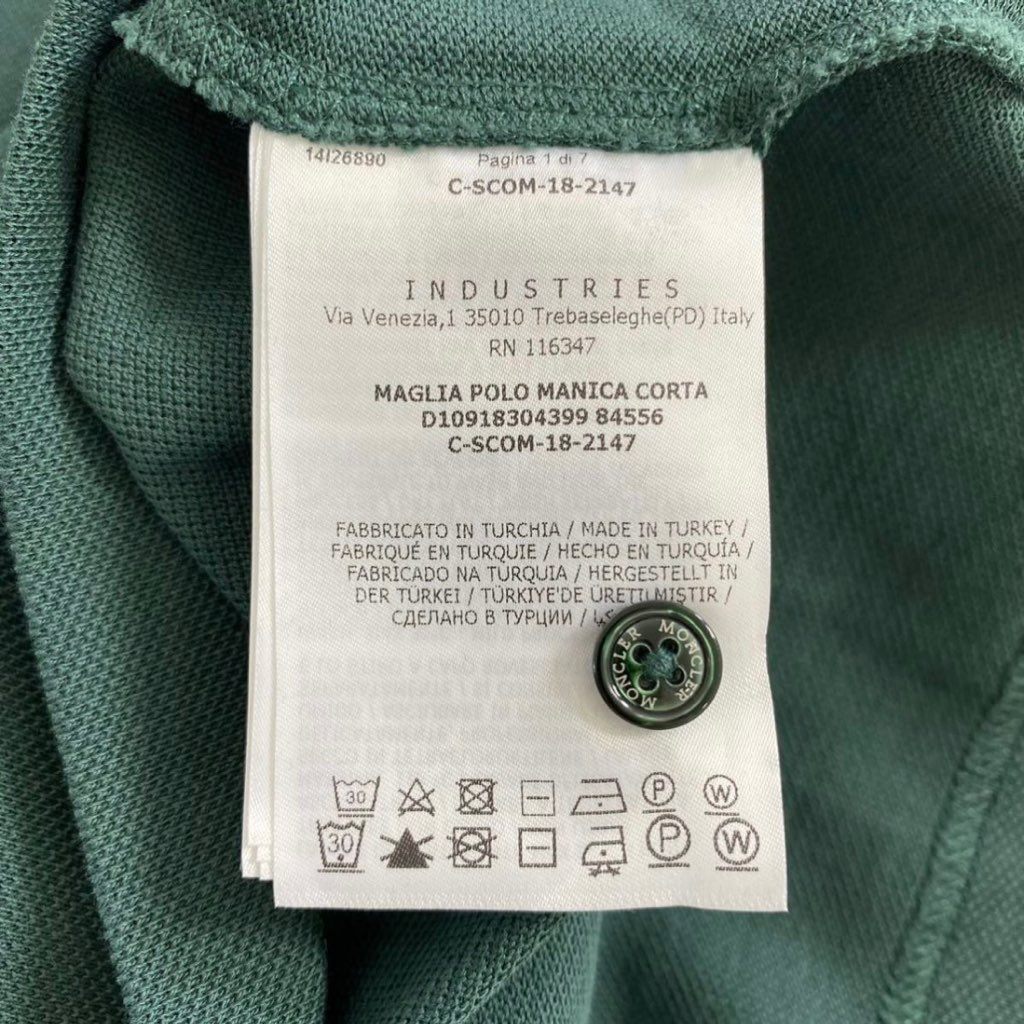 14I26890
Pagina 1 di 7
C-SCOM-18-2147
INDUSTRIES
Via Venezia,1 35010 Trebaseleghe(PD) Italy
RN 116347
MAGLIA POLO MANICA CORTA
D10918304399 84556
C-SCOM-18-2147
FABBRICATO IN TURCHIA / MADE IN TURKEY /
FABRIQUÉ EN TURQUIE / HECHO EN TURQUÍA /
FABRICADO NA TURQUIA / HERGESTELLT IN
DER TÜRKEI / TÜRKIYE'DE ÜRETILMIŞTIR /
СДЕЛАНО В ТУРЦИИ /
MONCLER MONCLER
30 P W
30 P W